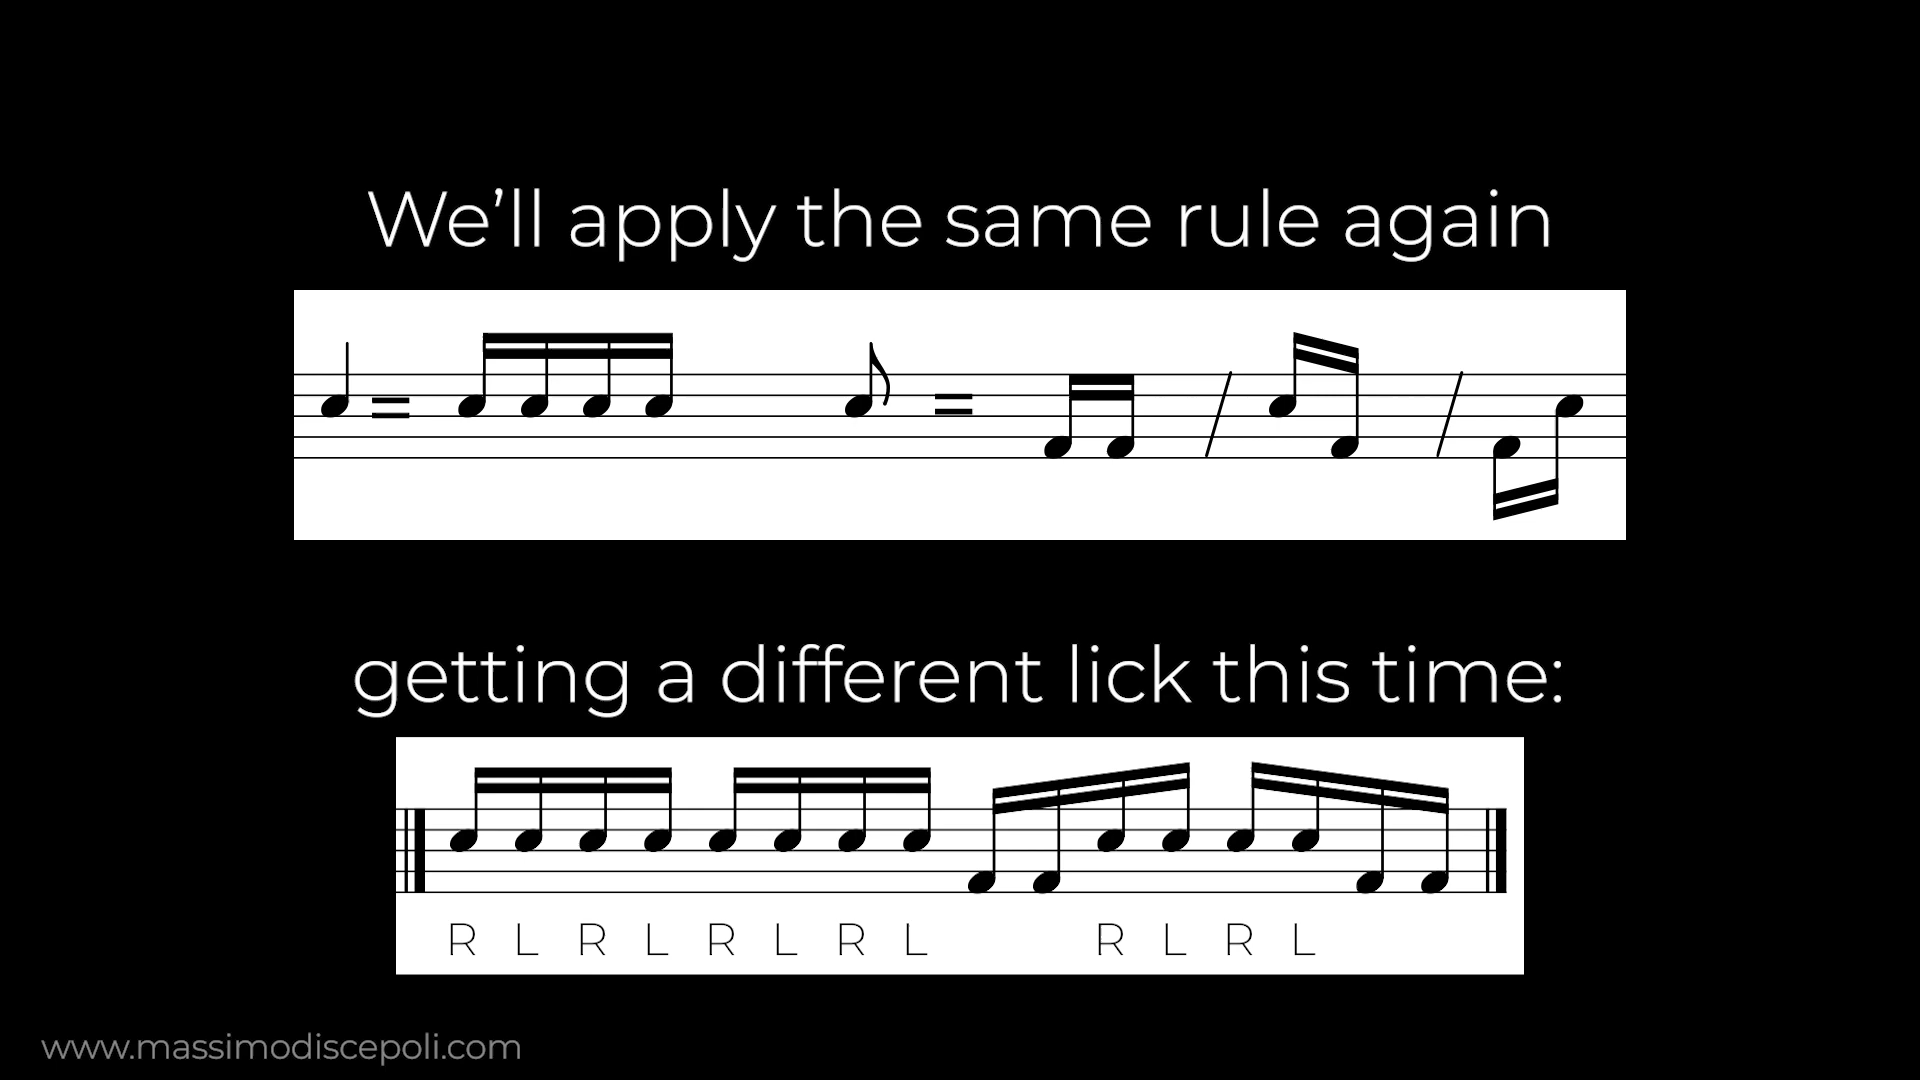 We’ll apply the same rule again
getting a different lick this time:
R L R L R L R L R L R L
www.massimodiscepoli.com